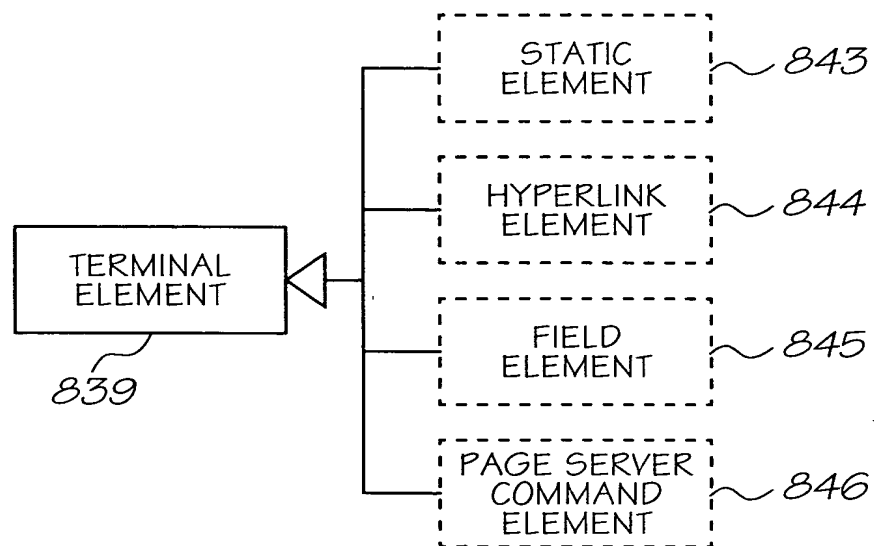 STATIC
ELEMENT
843
HYPERLINK
ELEMENT
844
TERMINAL
ELEMENT
839
FIELD
ELEMENT
845
PAGE SERVER
COMMAND
ELEMENT
846